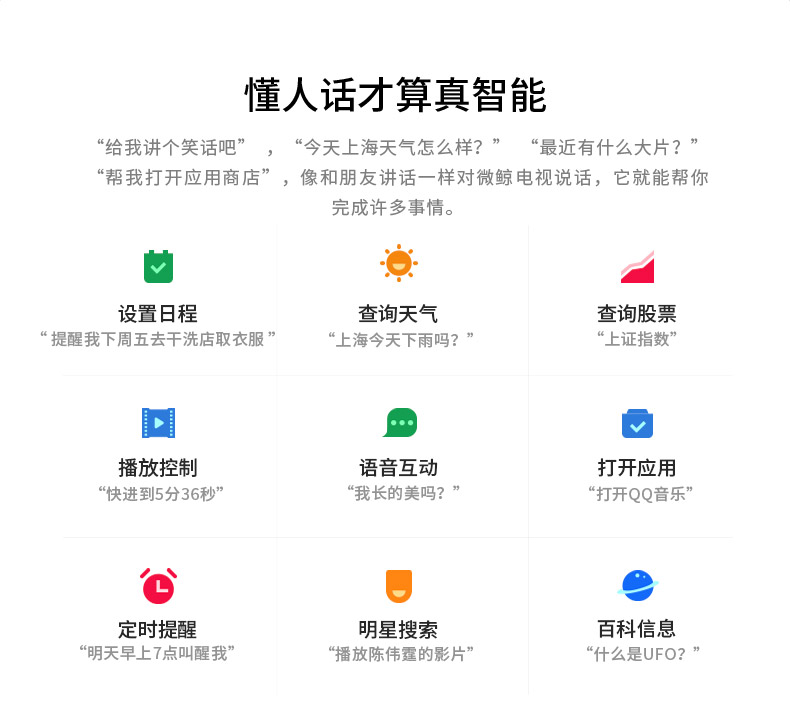 懂人话才算真智能
“给我讲个笑话吧” ，“今天上海天气怎么样？” “最近有什么大片？”
“帮我打开应用商店”，像和朋友讲话一样对微鲸电视说话，它就能帮你
完成许多事情。
设置日程
“提醒我下周五去干洗店取衣服”
查询天气
“上海今天下雨吗？”
查询股票
“上证指数”
播放控制
“快进到5分36秒”
语音互动
“我长的美吗？”
打开应用
“打开QQ音乐”
定时提醒
“明天早上7点叫醒我”
明星搜索
“播放陈伟霆的影片”
百科信息
“什么是UFO？”